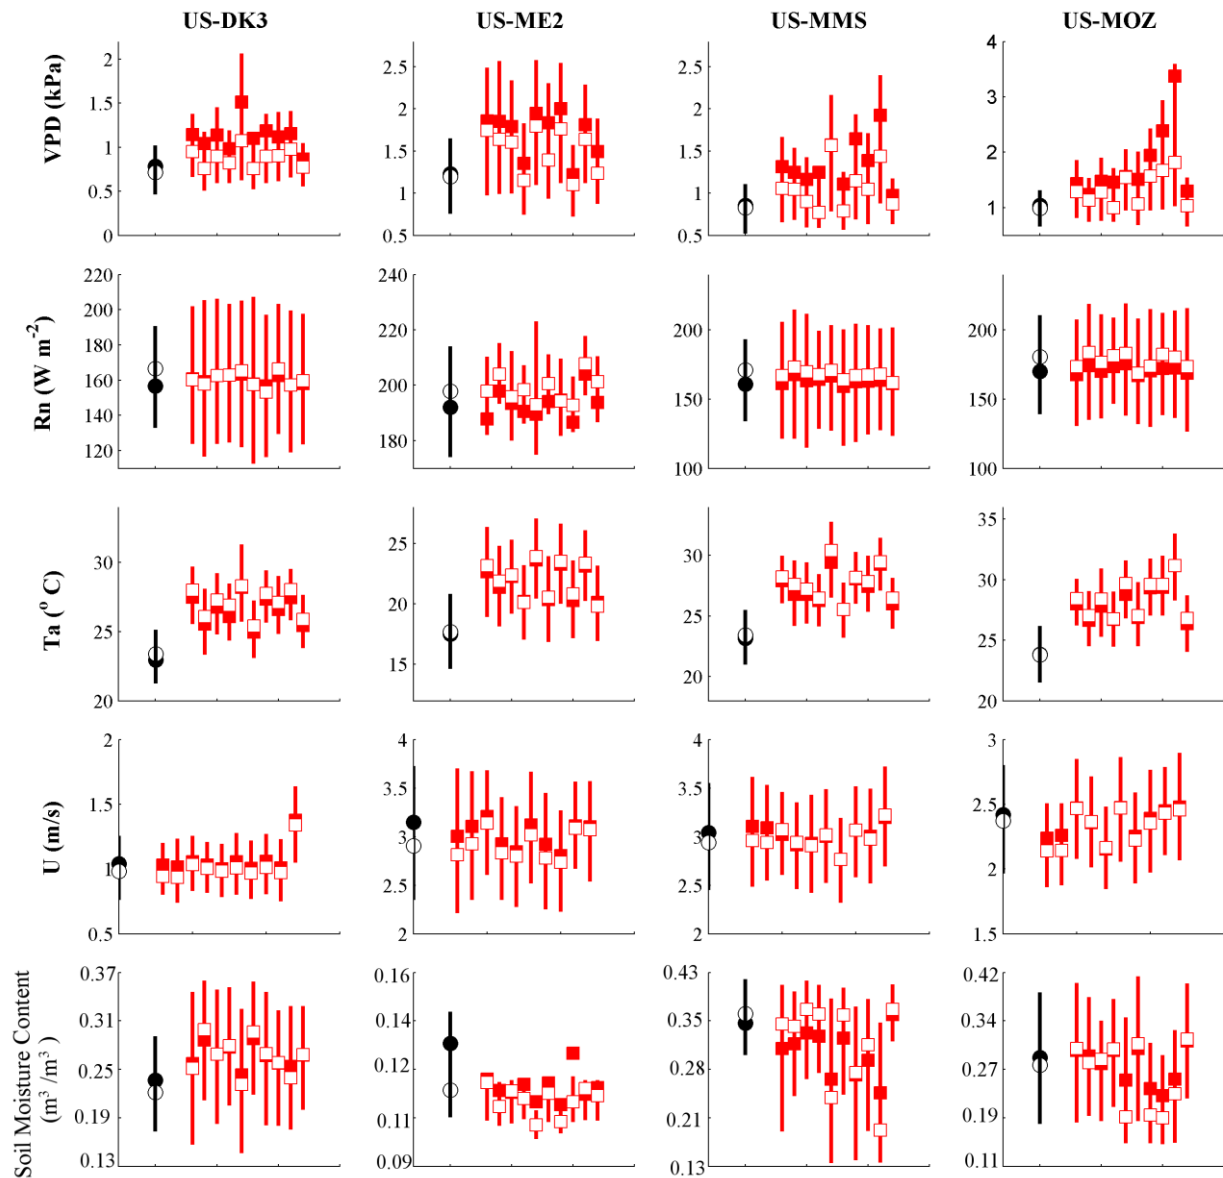 US-DK3 US-ME2 US-MMS US-MOZ
VPD (kPa)
2 1.5 1 0.5 0
2.5 2 1.5 1 0.5
2.5 2 1.5 1 0.5
4 3 2 1
Rn (W m-2)
220 200 180 160 140 120 110
240 220 200 180
200 150 100
200 150 100
Ta (o C)
30 25 20
25 20 15
30 25 20
35 30 25 20
U (m/s)
2 1.5 1 0.5
4 3.5 3 2.5 2
4 3.5 3 2.5 2
3 2.5 2 1.5
Soil Moisture Content
(m3 /m3 )
0.37 0.31 0.25 0.19 0.13
0.16 0.14 0.12 0.11 0.09
0.43 0.35 0.28 0.21 0.13
0.42 0.34 0.27 0.19 0.11